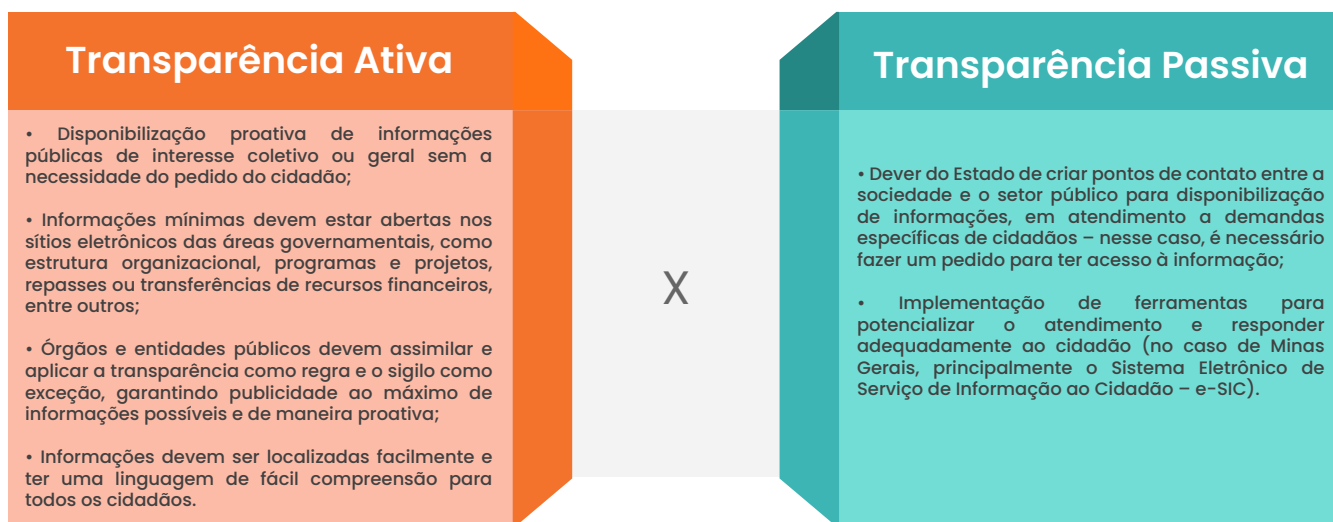 Transparência Ativa
• Disponibilização proativa de informações
públicas de interesse coletivo ou geral sem a
necessidade do pedido do cidadão;
• Informações mínimas devem estar abertas nos
sítios eletrônicos das áreas governamentais, como
estrutura organizacional, programas e projetos,
repasses ou transferências de recursos financeiros,
entre outros;
• Órgãos e entidades públicos devem assimilar e
aplicar a transparência como regra e o sigilo como
exceção, garantindo publicidade ao máximo de
informações possíveis e de maneira proativa;
• Informações devem ser localizadas facilmente e
ter uma linguagem de fácil compreensão para
todos os cidadãos.
X
Transparência Passiva
• Dever do Estado de criar pontos de contato entre a
sociedade e o setor público para disponibilização
de informações, em atendimento a demandas
específicas de cidadãos – nesse caso, é necessário
fazer um pedido para ter acesso à informação;
• Implementação de ferramentas para
potencializar o atendimento e responder
adequadamente ao cidadão (no caso de Minas
Gerais, principalmente o Sistema Eletrônico de
Serviço de Informação ao Cidadão – e-SIC).